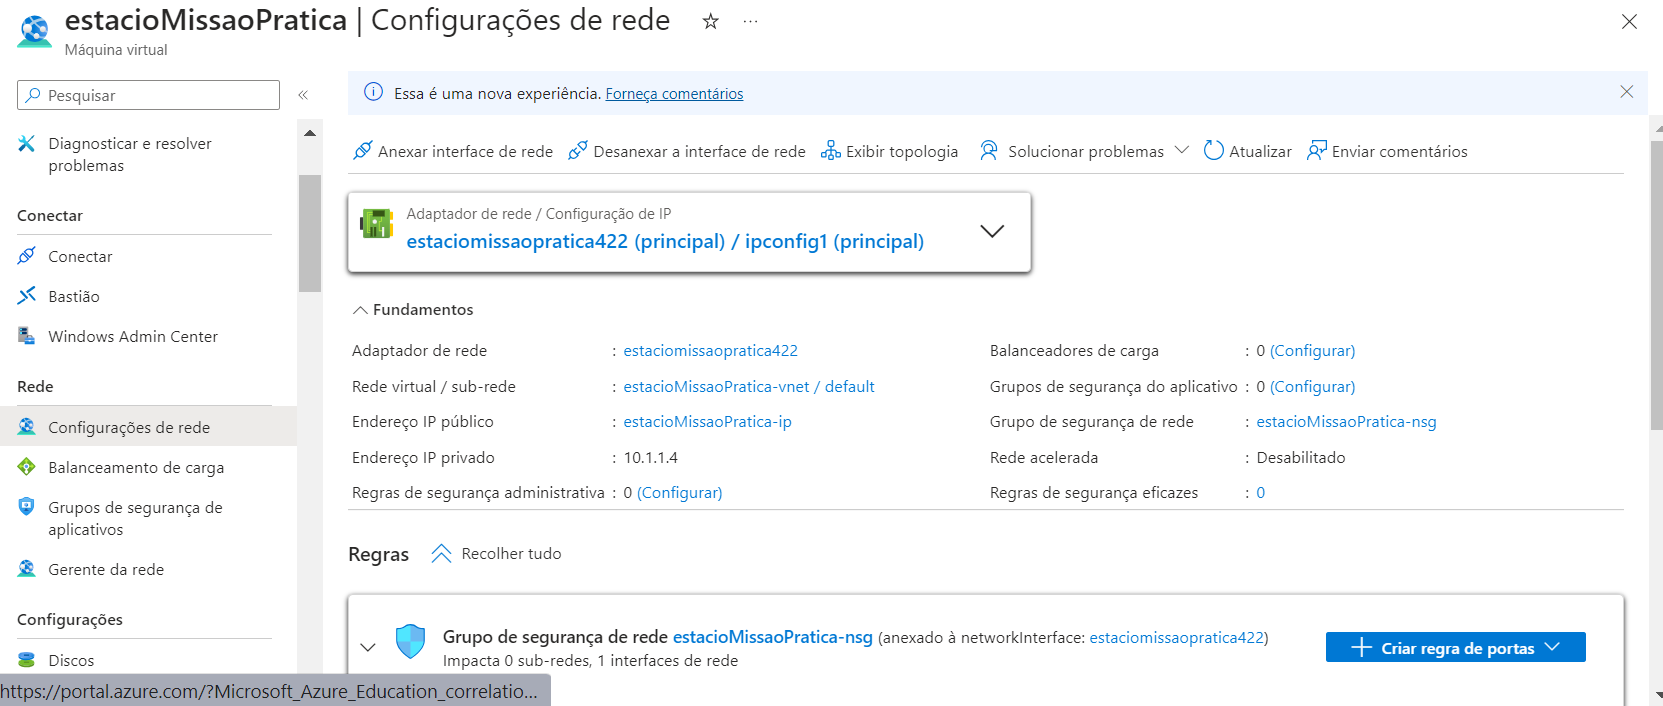 estacioMissaoPratica | Configurações de rede
Máquina virtual
Pesquisar
Diagnosticar e resolver
problemas
Conectar
Conectar
Bastião
Windows Admin Center
Rede
Configurações de rede
Balanceamento de carga
Grupos de segurança de
aplicativos
Gerente da rede
Configurações
Discos
https://portal.azure.com/?Microsoft_Azure_Education_correlatio...
Essa é uma nova experiência. Forneça comentários
Anexar interface de rede Desanexar a interface de rede Exibir topologia Solucionar problemas Atualizar Enviar comentários
Adaptador de rede / Configuração de IP
estaciomissaopratica422 (principal) / ipconfig1 (principal)
Fundamentos
Adaptador de rede : estaciomissaopratica422
Rede virtual / sub-rede : estacioMissaoPratica-vnet / default
Endereço IP público : estacioMissaoPratica-ip
Endereço IP privado : 10.1.1.4
Regras de segurança administrativa : 0 (Configurar)
Balanceadores de carga : 0 (Configurar)
Grupos de segurança do aplicativo : 0 (Configurar)
Grupo de segurança de rede : estacioMissaoPratica-nsg
Rede acelerada : Desabilitado
Regras de segurança eficazes : 0
Regras Recolher tudo
Grupo de segurança de rede estacioMissaoPratica-nsg (anexado à networkInterface: estaciomissaopratica422)
Impacta 0 sub-redes, 1 interfaces de rede
Criar regra de portas